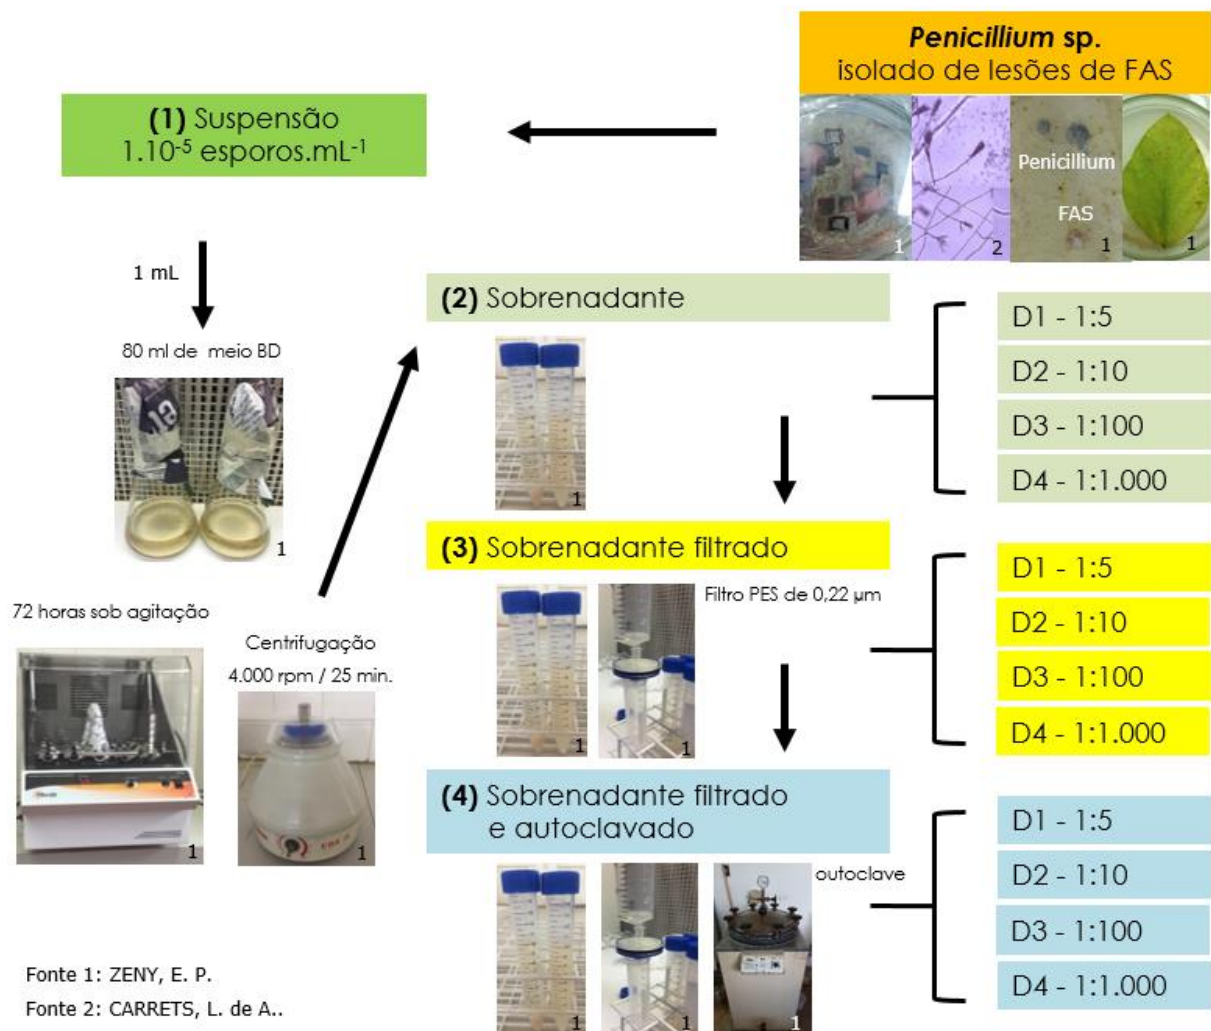 Penicillium sp.
isolado de lesões de FAS
Penicillium
FAS
1
2
1
1
(1) Suspensão
1.10⁻⁵ esporos.mL⁻¹
1 mL
80 ml de meio BD
1
72 horas sob agitação
1
Centrifugação
4.000 rpm / 25 min.
1
(2) Sobrenadante
1
D1 - 1:5
D2 - 1:10
D3 - 1:100
D4 - 1:1.000
(3) Sobrenadante filtrado
Filtro PES de 0,22 µm
1
1
D1 - 1:5
D2 - 1:10
D3 - 1:100
D4 - 1:1.000
(4) Sobrenadante filtrado
e autoclavado
outoclave
1
1
1
D1 - 1:5
D2 - 1:10
D3 - 1:100
D4 - 1:1.000
Fonte 1: ZENY, E. P.
Fonte 2: CARRETS, L. de A..